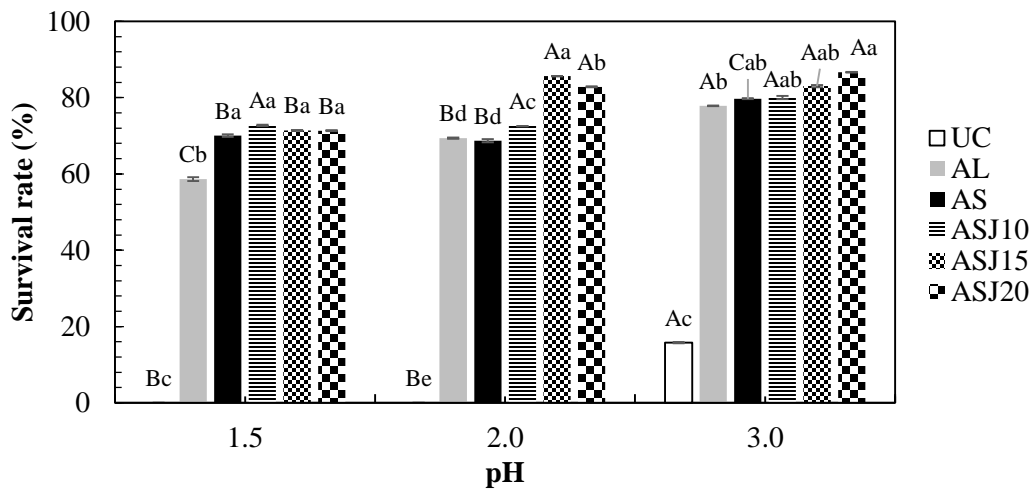 100
80
60
40
20
0
Survival rate (%)
Bc
Cb
Ba
Aa
Ba
Ba
Be
Bd
Bd
Ac
Aa
Ab
Ac
Ab
Cab
Aab
Aab
Aa
1.5
2.0
3.0
pH
UC
AL
AS
ASJ10
ASJ15
ASJ20